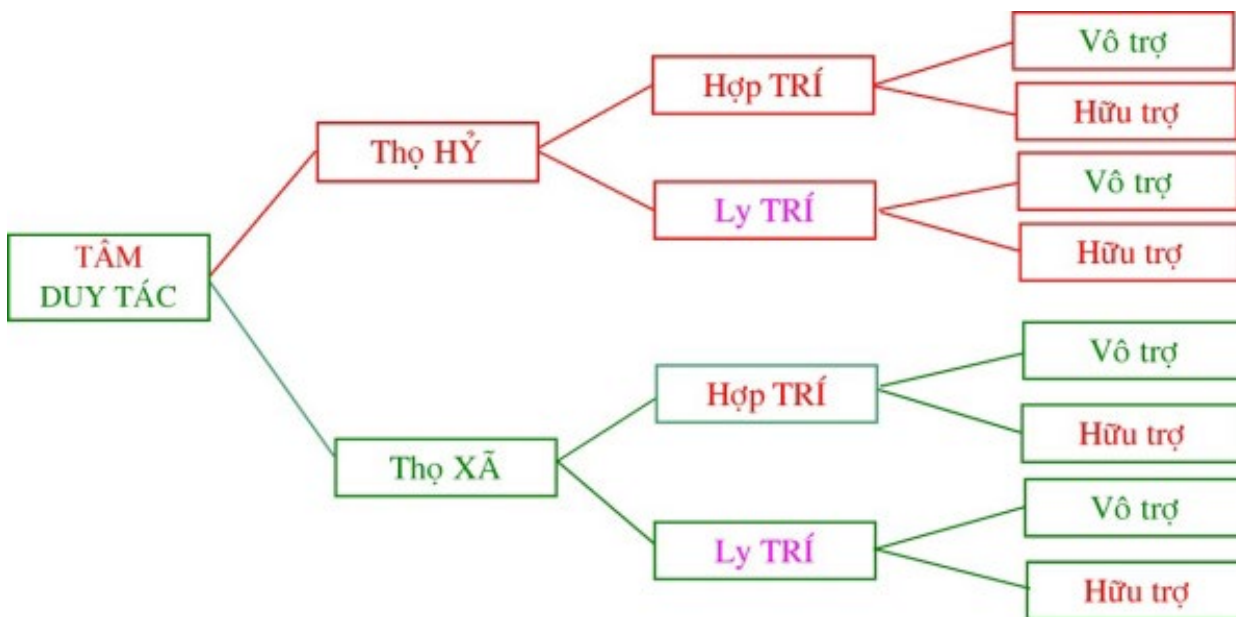 Vô trợ
Hợp TRÍ
Hữu trợ
Thọ HỶ
Vô trợ
Ly TRÍ
Hữu trợ
TÂM
DUY TÁC
Vô trợ
Hợp TRÍ
Hữu trợ
Thọ XÃ
Vô trợ
Ly TRÍ
Hữu trợ